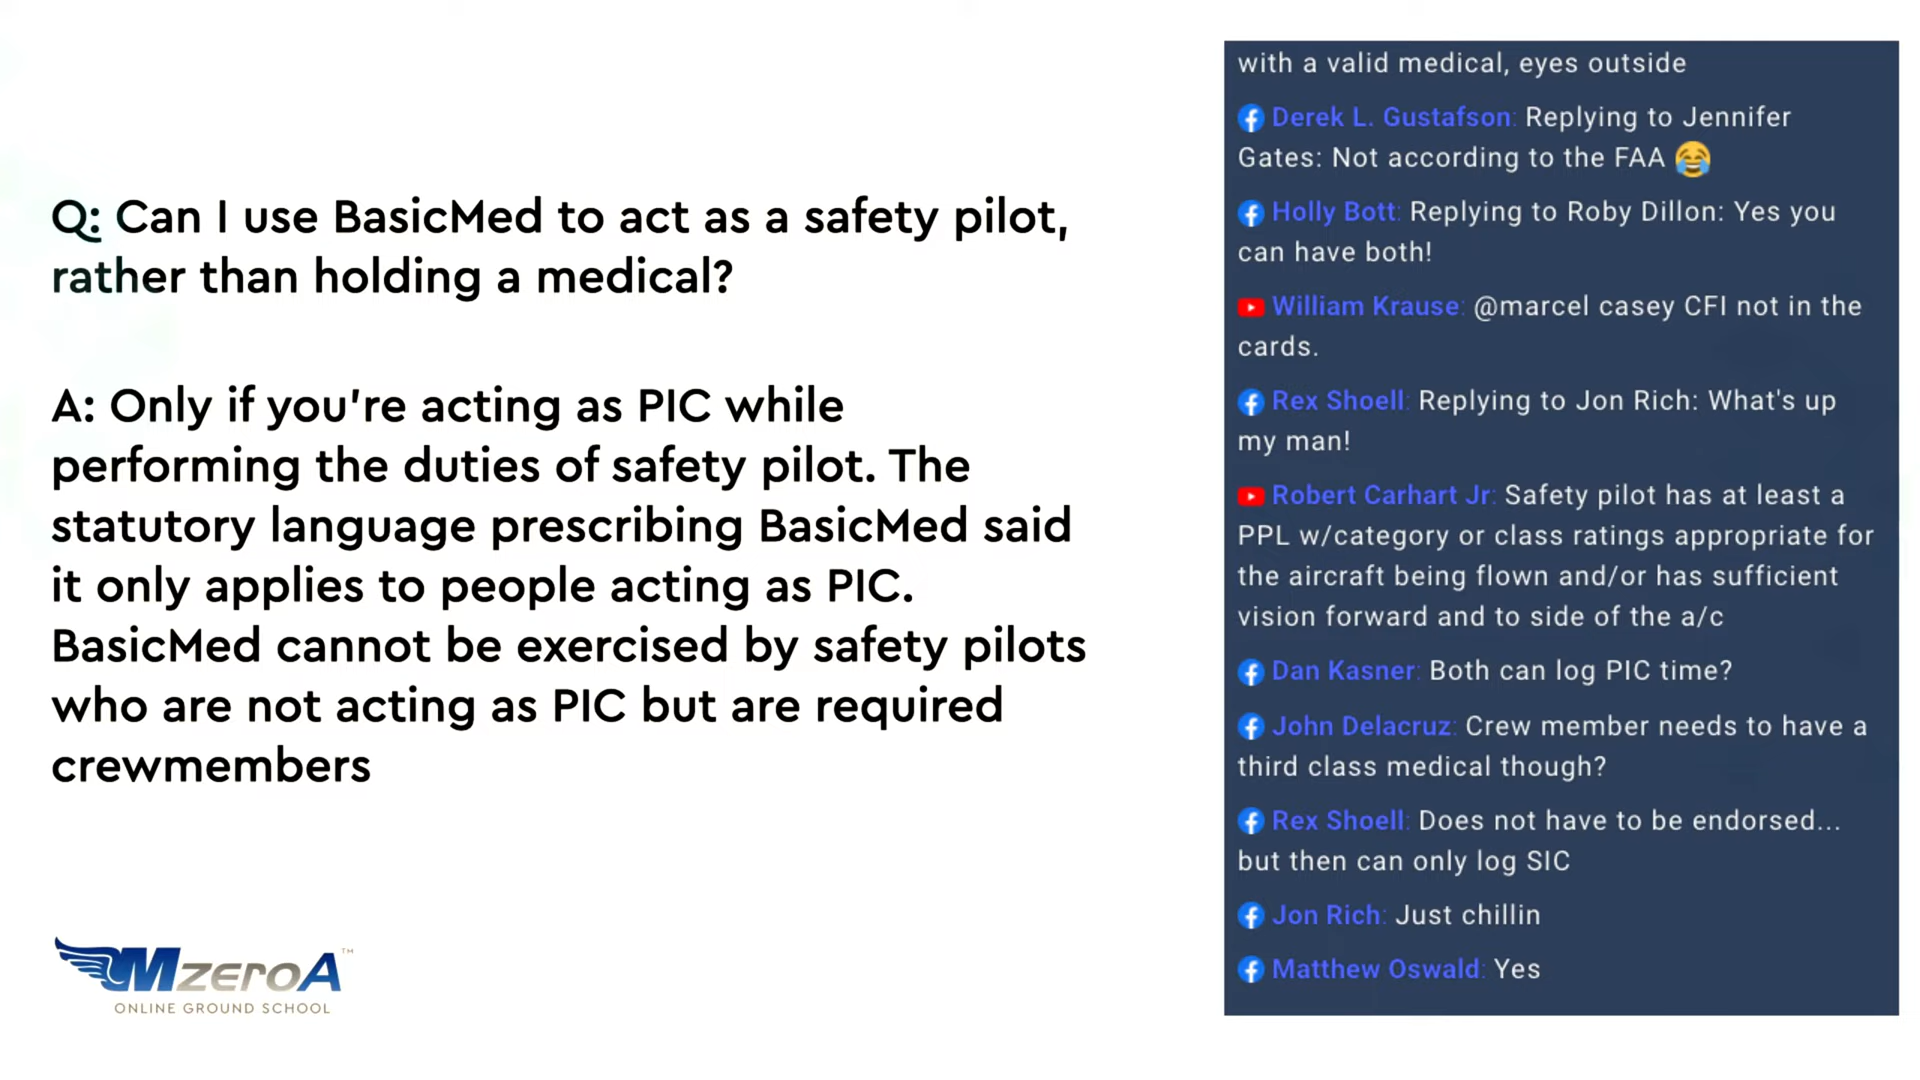 Q: Can I use BasicMed to act as a safety pilot,
rather than holding a medical?
A: Only if you're acting as PIC while
performing the duties of safety pilot. The
statutory language prescribing BasicMed said
it only applies to people acting as PIC.
BasicMed cannot be exercised by safety pilots
who are not acting as PIC but are required
crewmembers
MzeroA™
ONLINE GROUND SCHOOL
with a valid medical, eyes outside
Derek L. Gustafson: Replying to Jennifer
Gates: Not according to the FAA 😂
Holly Bott: Replying to Roby Dillon: Yes you
can have both!
William Krause: @marcel casey CFI not in the
cards.
Rex Shoell: Replying to Jon Rich: What's up
my man!
Robert Carhart Jr: Safety pilot has at least a
PPL w/category or class ratings appropriate for
the aircraft being flown and/or has sufficient
vision forward and to side of the a/c
Dan Kasner: Both can log PIC time?
John Delacruz: Crew member needs to have a
third class medical though?
Rex Shoell: Does not have to be endorsed...
but then can only log SIC
Jon Rich: Just chillin
Matthew Oswald: Yes